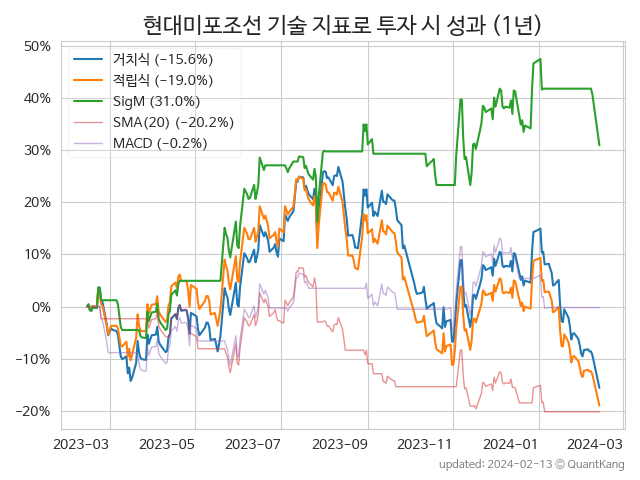 현대미포조선 기술 지표로 투자 시 성과 (1년)
거치식 (−15.6%)
적립식 (−19.0%)
SigM (31.0%)
SMA(20) (−20.2%)
MACD (−0.2%)
50%
40%
30%
20%
10%
0%
−10%
−20%
2023-03 2023-05 2023-07 2023-09 2023-11 2024-01 2024-03
updated: 2024-02-13 © QuantKang